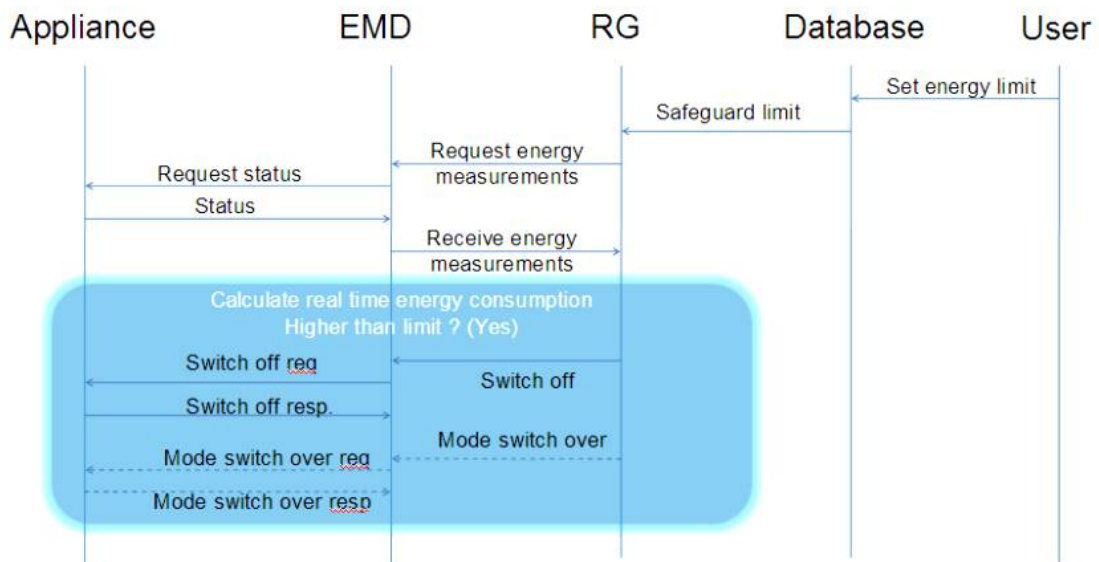 Appliance EMD RG Database User
Set energy limit
Safeguard limit
Request energy
measurements
Request status
Status
Receive energy
measurements
Calculate real time energy consumption
Higher than limit ? (Yes)
Switch off req
Switch off
Switch off resp.
Mode switch over
Mode switch over req
Mode switch over resp